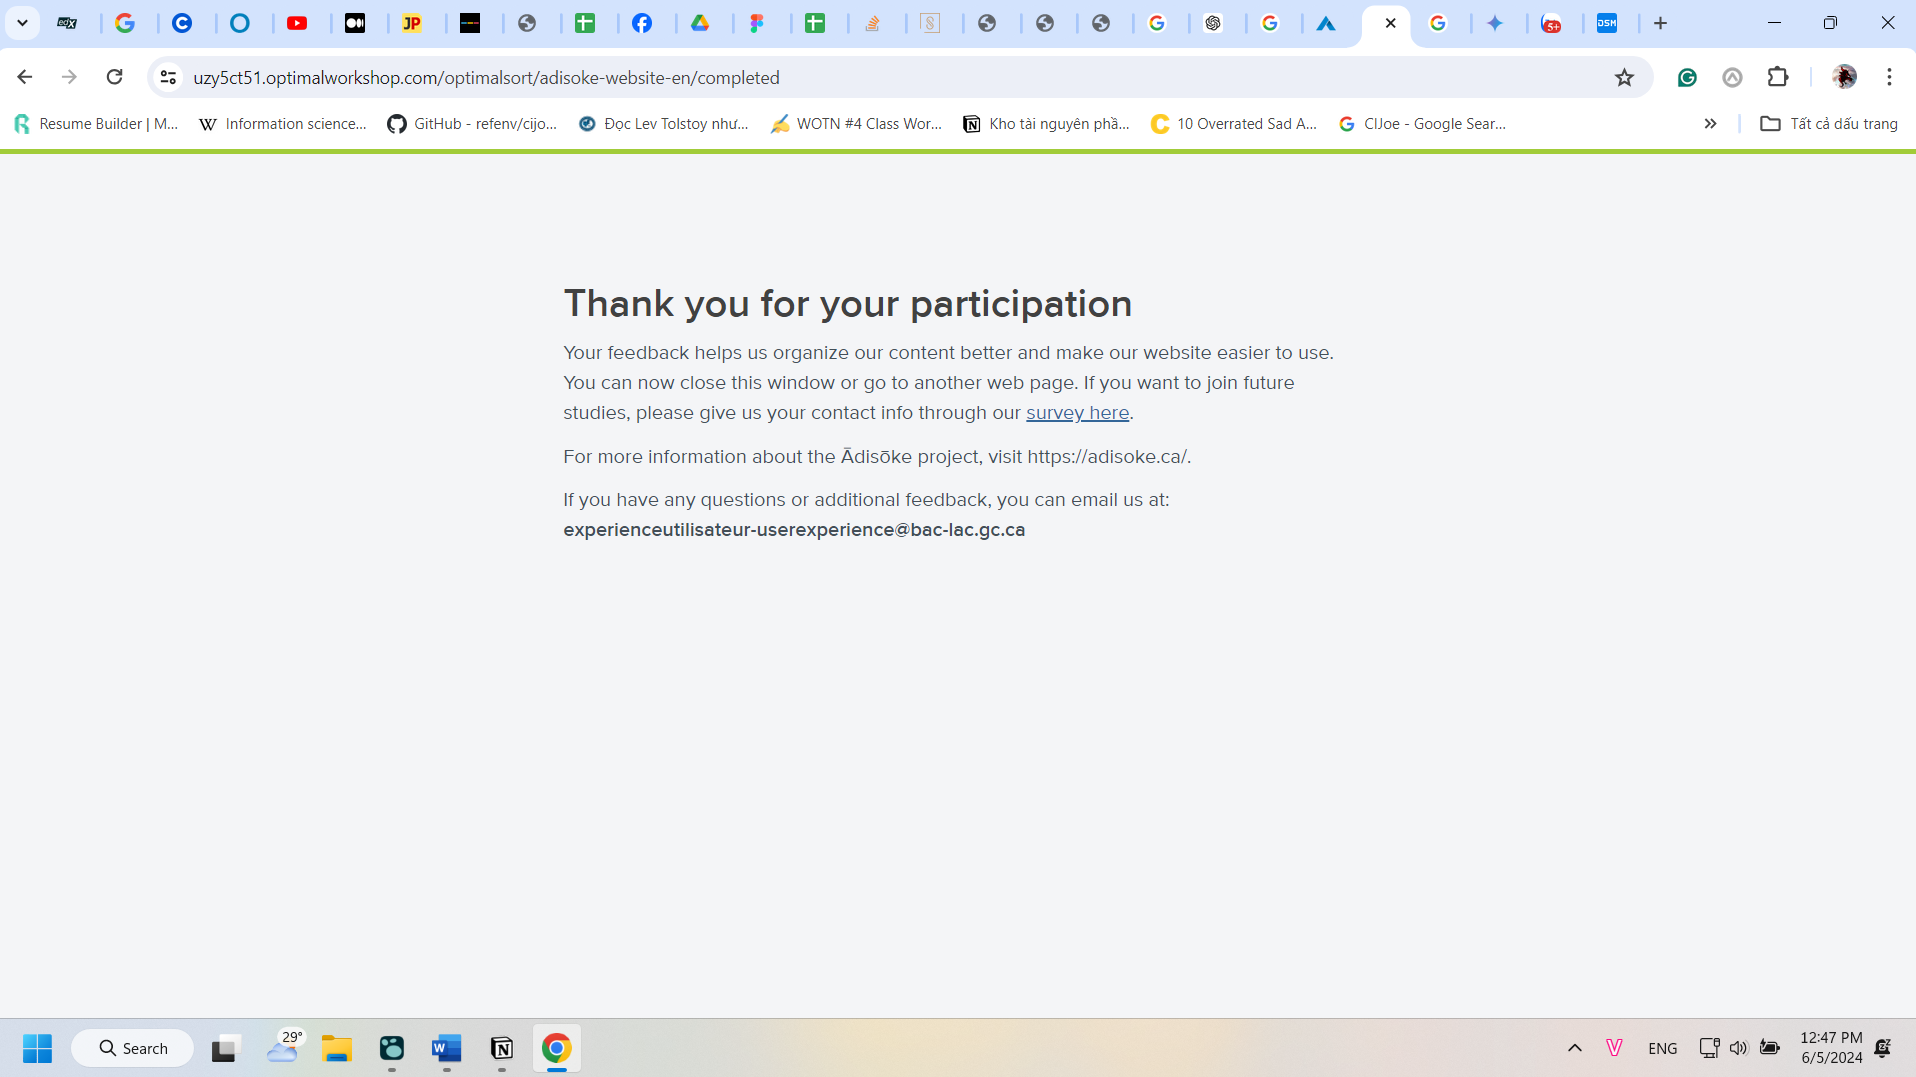 edX
JP
5+
DSM
uzy5ct51.optimalworkshop.com/optimalsort/adisoke-website-en/completed
Resume Builder | M...
Information science...
GitHub - refenv/cijo...
Đọc Lev Tolstoy như...
WOTN #4 Class Wor...
Kho tài nguyên phầ...
10 Overrated Sad A...
CIJoe - Google Sear...
Tất cả dấu trang
Thank you for your participation
Your feedback helps us organize our content better and make our website easier to use.
You can now close this window or go to another web page. If you want to join future
studies, please give us your contact info through our survey here.
For more information about the Ādisōke project, visit https://adisoke.ca/.
If you have any questions or additional feedback, you can email us at:
experienceutilisateur-userexperience@bac-lac.gc.ca
Search
29°
ENG
12:47 PM
6/5/2024